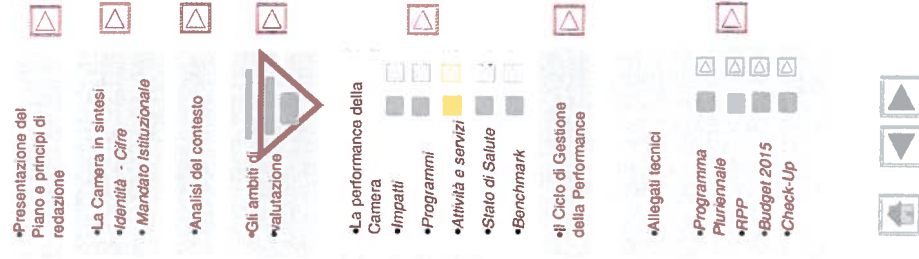 •Presentazione del
Piano e principi di
redazione
•La Camera in sintesi
•Identità - Cifre
•Mandato Istituzionale
•Analisi del contesto
•Gli ambiti di
valutazione
•La performance della
Camera
•Impatti
•Programmi
•Attività e servizi
•Stato di Salute
•Benchmark
•Il Ciclo di Gestione
della Performance
•Allegati tecnici
•Programma
Pluriennale
•RPP
•Budget 2015
•Check-Up